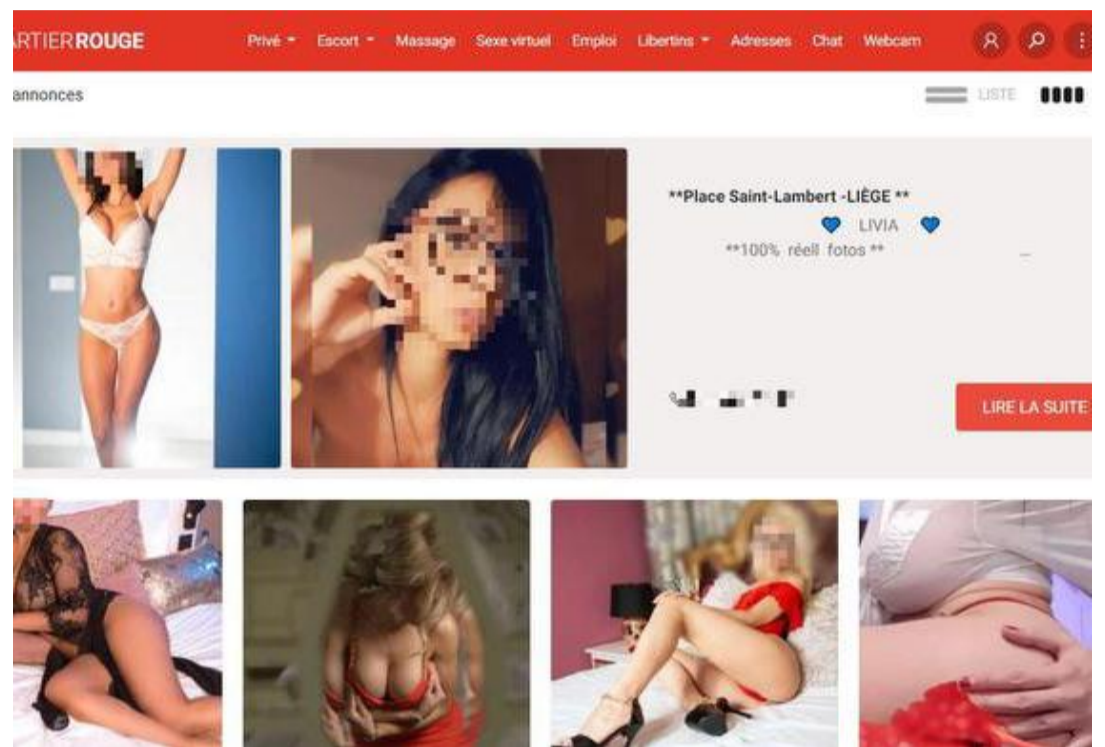 ARTIERROUGE
Privé Escort Massage Sexe virtuel Emploi Libertins Adresses Chat Webcam
annonces
LISTE
**Place Saint-Lambert -LIÈGE **
LIVIA
**100% réell fotos **
LIRE LA SUITE